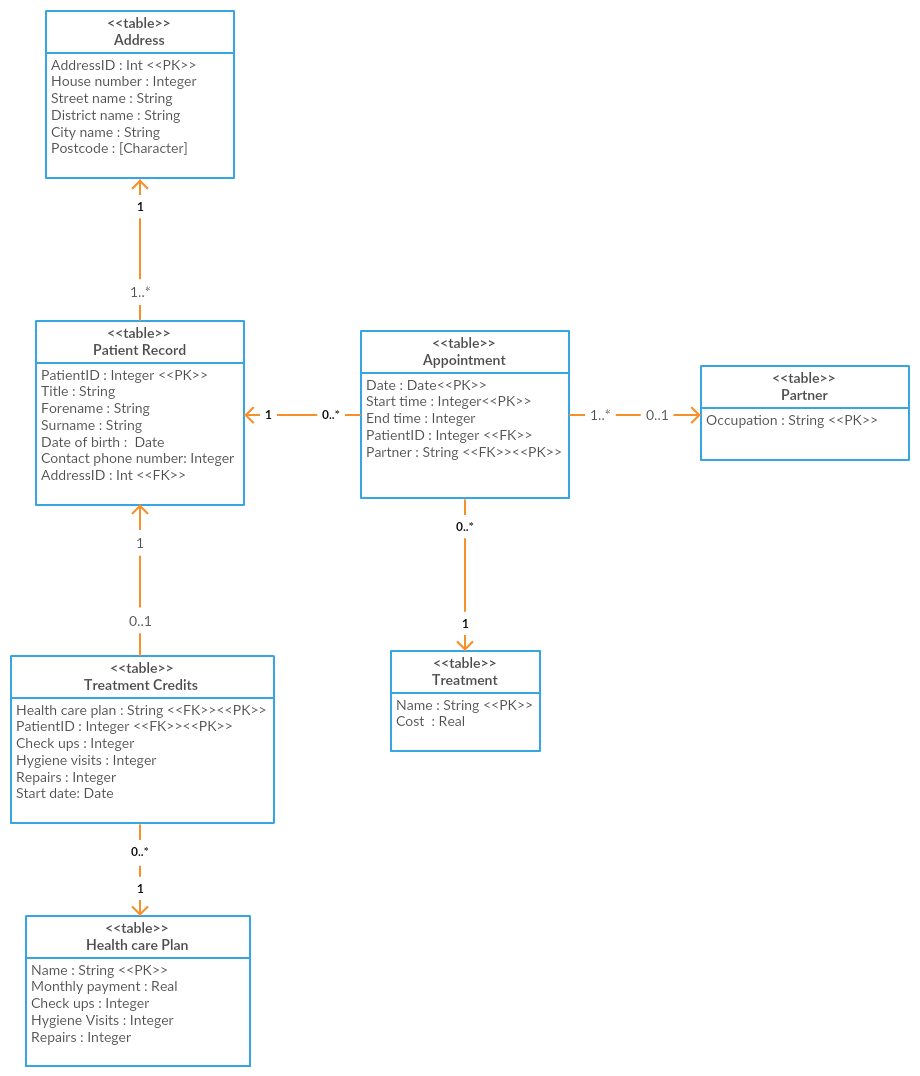 <<table>>
Address
AddressID : Int <<PK>>
House number : Integer
Street name : String
District name : String
City name : String
Postcode : [Character]
1
1..*
<<table>>
Patient Record
PatientID : Integer <<PK>>
Title : String
Forename : String
Surname : String
Date of birth :  Date
Contact phone number: Integer
AddressID : Int <<FK>>
1
0..*
<<table>>
Appointment
Date : Date<<PK>>
Start time : Integer<<PK>>
End time : Integer
PatientID : Integer <<FK>>
Partner : String <<FK>><<PK>>
1..*
0..1
<<table>>
Partner
Occupation : String <<PK>>
0..*
1
<<table>>
Treatment
Name : String <<PK>>
Cost  : Real
1
0..1
<<table>>
Treatment Credits
Health care plan : String <<FK>><<PK>>
PatientID : Integer <<FK>><<PK>>
Check ups : Integer
Hygiene visits : Integer
Repairs : Integer
Start date: Date
0..*
1
<<table>>
Health care Plan
Name : String <<PK>>
Monthly payment : Real
Check ups : Integer
Hygiene Visits : Integer
Repairs : Integer